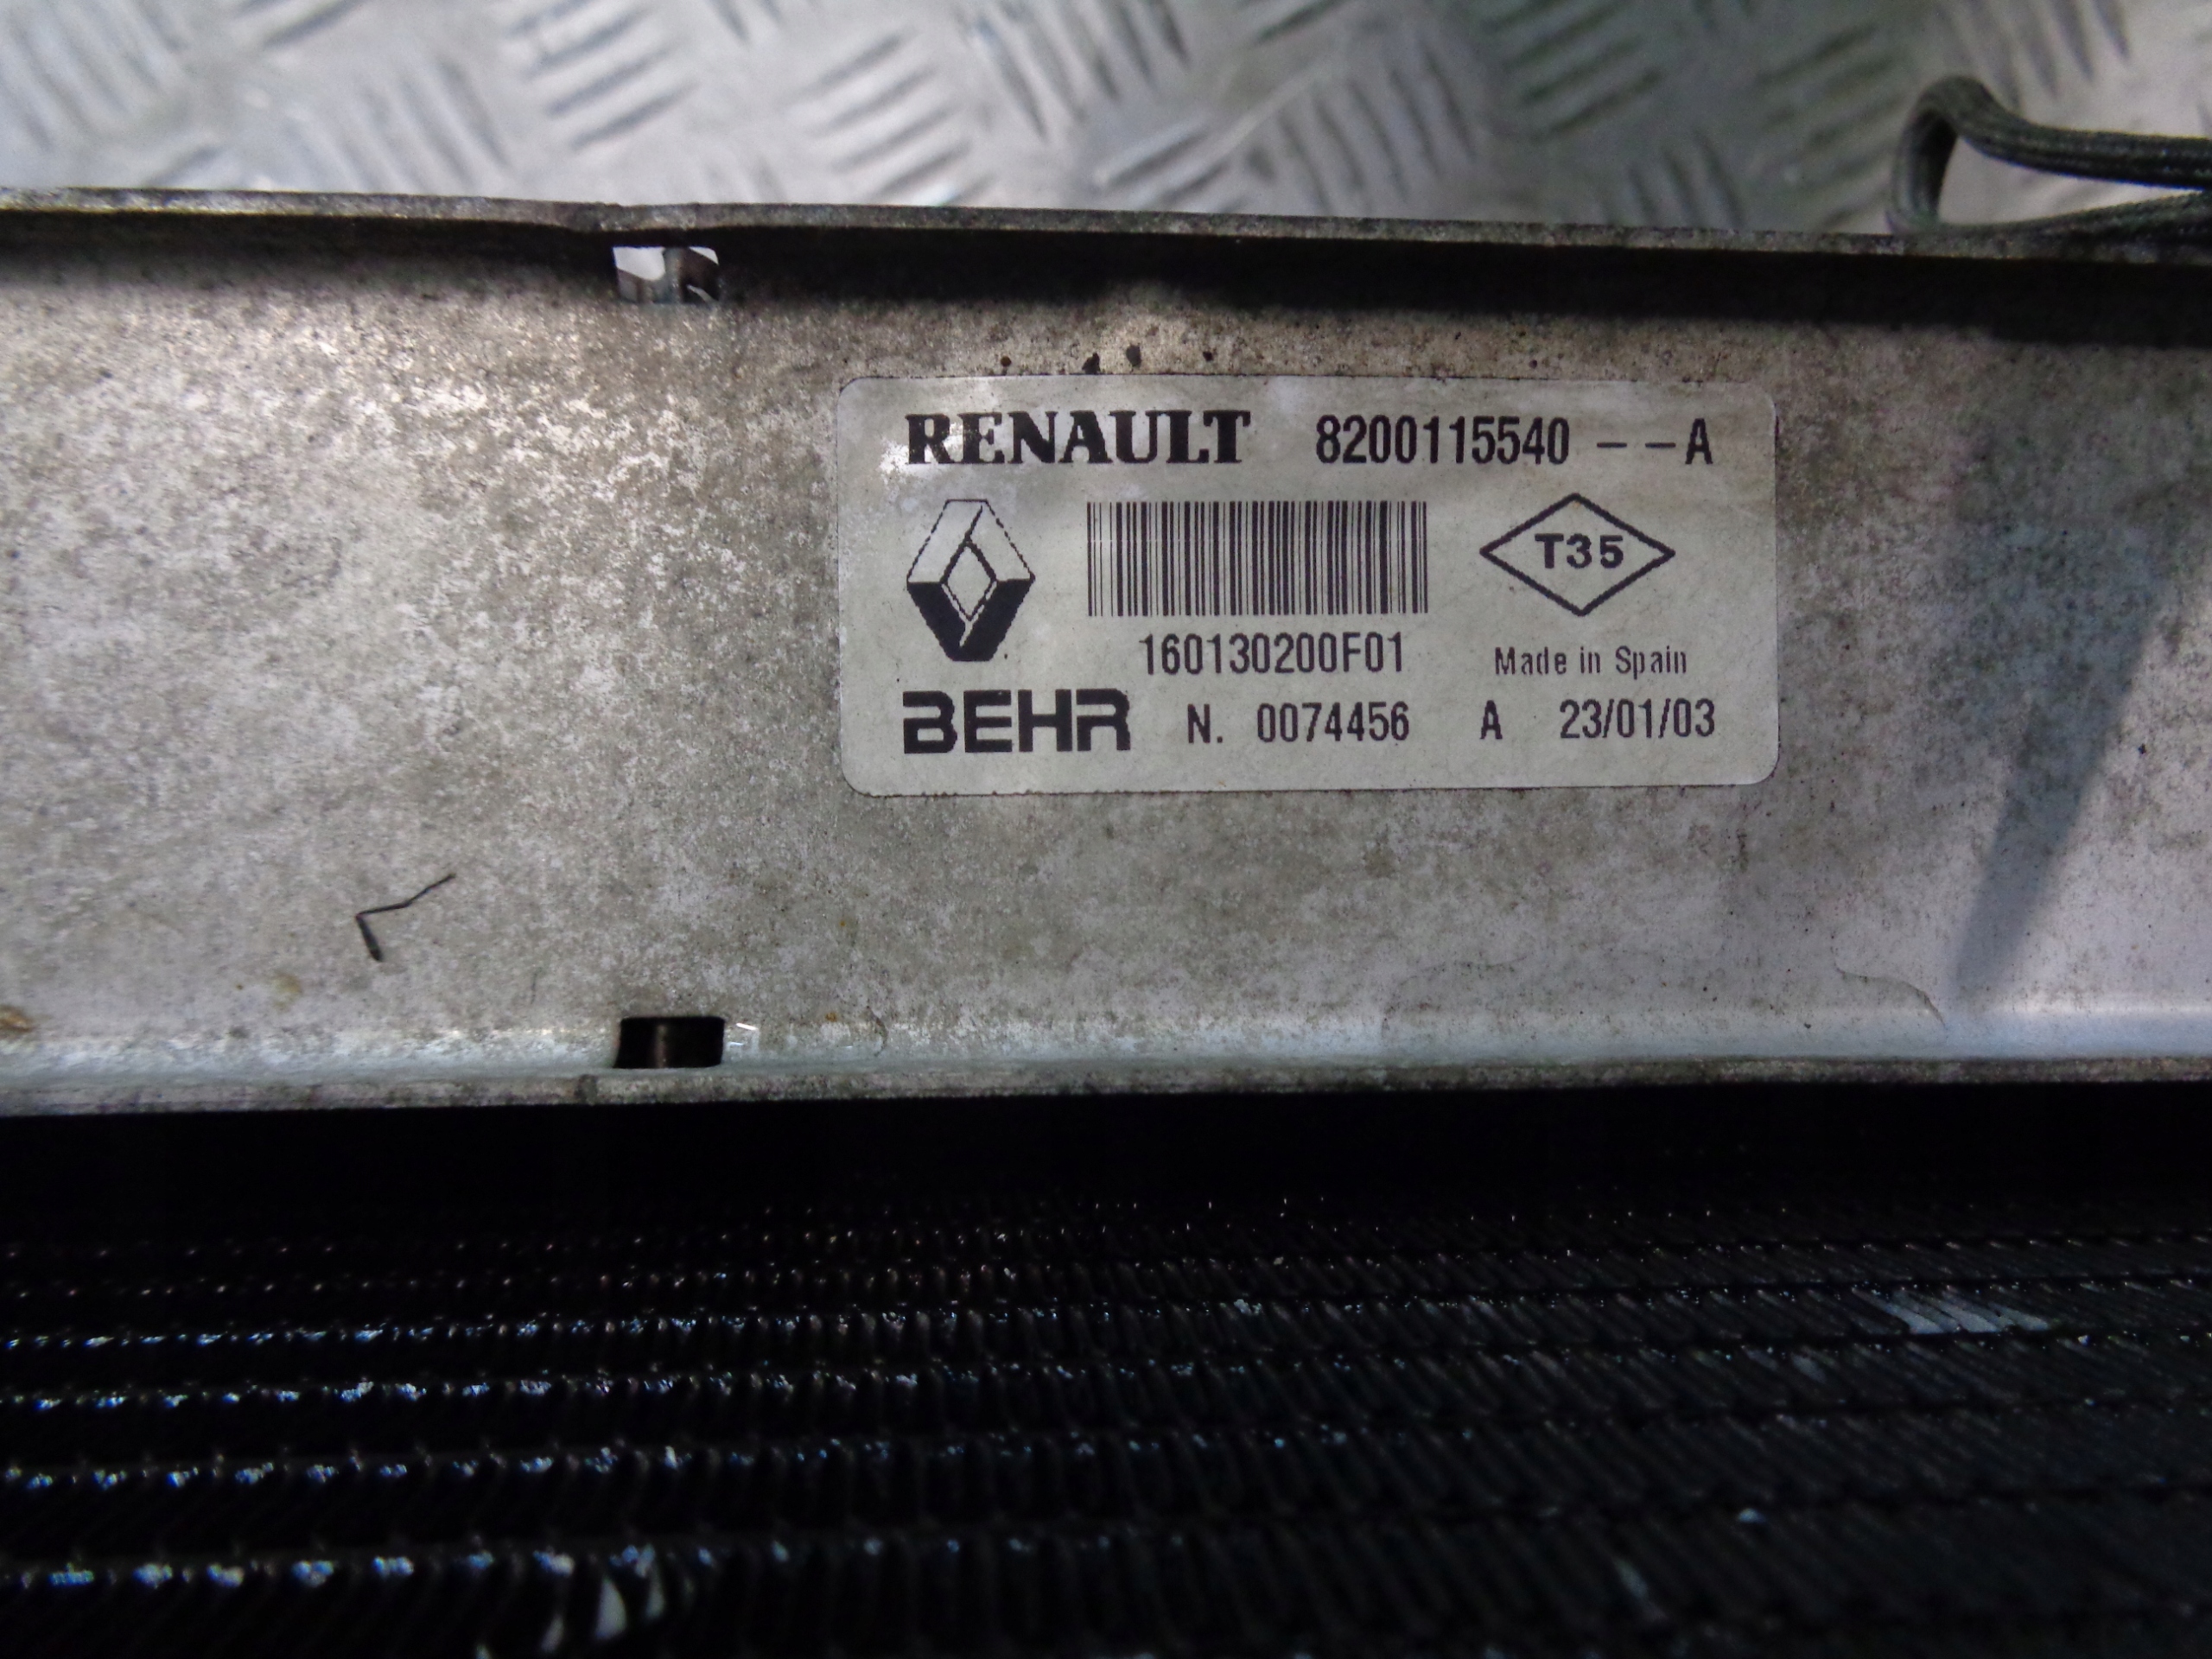 RENAULT 8200115540 --A
T35
160130200F01 Made in Spain
BEHR N. 0074456 A 23/01/03